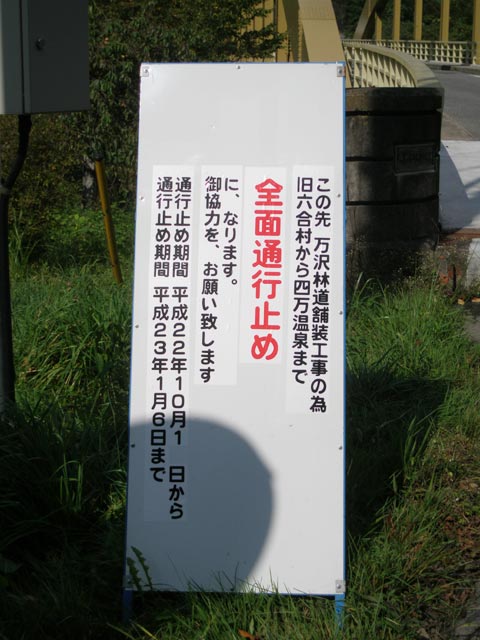 この先 万沢林道舗装工事の為
旧六合村から四万温泉まで
全面通行止め
に、なります。
御協力を、お願い致します
通行止め期間 平成22年10月1 日から
通行止め期間 平成23年1月6日まで